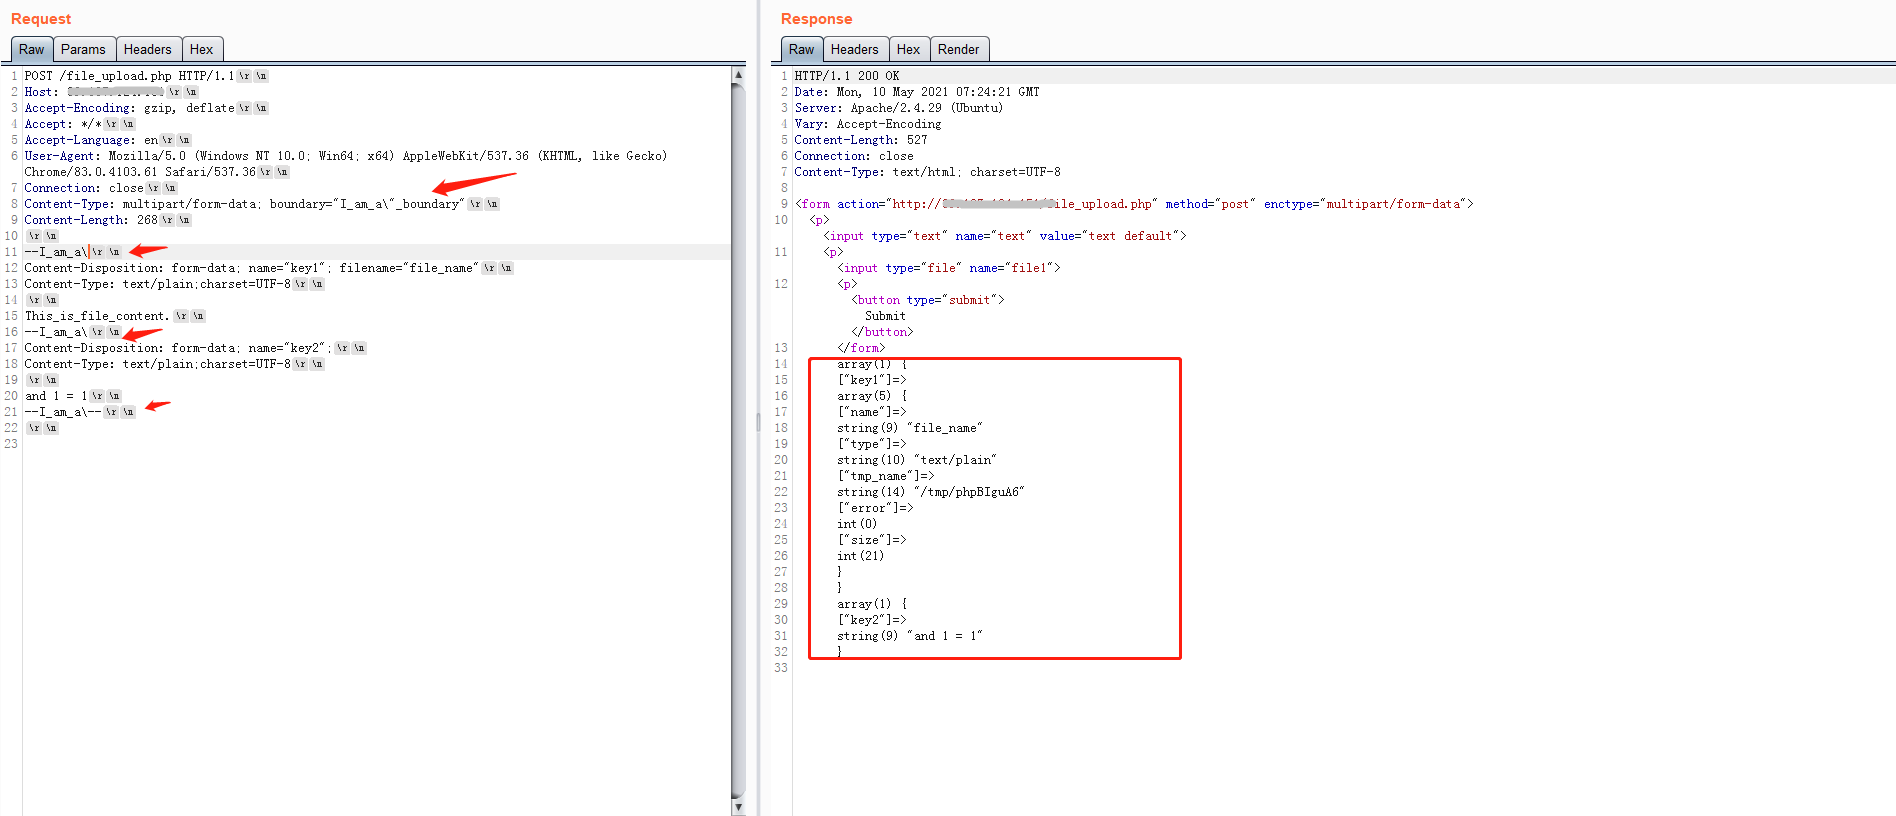 Request
Raw Params Headers Hex
1 POST /file_upload.php HTTP/1.1\r\n
2 Host: \r\n
3 Accept-Encoding: gzip, deflate\r\n
4 Accept: */*\r\n
5 Accept-Language: en\r\n
6 User-Agent: Mozilla/5.0 (Windows NT 10.0; Win64; x64) AppleWebKit/537.36 (KHTML, like Gecko)
Chrome/83.0.4103.61 Safari/537.36\r\n
7 Connection: close\r\n
8 Content-Type: multipart/form-data; boundary="I_am_a\"_boundary"\r\n
9 Content-Length: 268\r\n
10 \r\n
11 --I_am_a\\r\n
12 Content-Disposition: form-data; name="key1"; filename="file_name"\r\n
13 Content-Type: text/plain;charset=UTF-8\r\n
14 \r\n
15 This_is_file_content.\r\n
16 --I_am_a\\r\n
17 Content-Disposition: form-data; name="key2";\r\n
18 Content-Type: text/plain;charset=UTF-8\r\n
19 \r\n
20 and 1 = 1\r\n
21 --I_am_a\--\r\n
22 \r\n
23
Response
Raw Headers Hex Render
1 HTTP/1.1 200 OK
2 Date: Mon, 10 May 2021 07:24:21 GMT
3 Server: Apache/2.4.29 (Ubuntu)
4 Vary: Accept-Encoding
5 Content-Length: 527
6 Connection: close
7 Content-Type: text/html; charset=UTF-8
8
9 <form action="http:// file_upload.php" method="post" enctype="multipart/form-data">
10 <p>
<input type="text" name="text" value="text default">
11 <p>
<input type="file" name="file1">
12 <p>
<button type="submit">
Submit
</button>
13 </form>
14 array(1) {
15 ["key1"]=>
16 array(5) {
17 ["name"]=>
18 string(9) "file_name"
19 ["type"]=>
20 string(10) "text/plain"
21 ["tmp_name"]=>
22 string(14) "/tmp/phpBIguA6"
23 ["error"]=>
24 int(0)
25 ["size"]=>
26 int(21)
27 }
28 }
29 array(1) {
30 ["key2"]=>
31 string(9) "and 1 = 1"
32 }
33